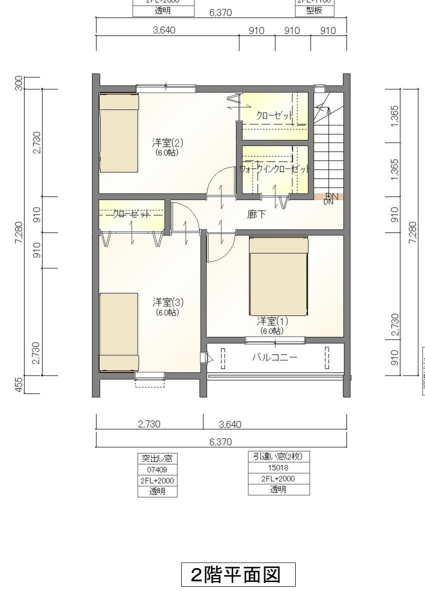 2FL+2000
透明
型板
6,370
3,640
910
910
910
300
2,730
910
7,280
910
2,730
455
1,365
1,365
910
7,280
2,730
910
クローゼット
洋室(2)
(6.0帖)
ウォークインクローゼット
DN
DN
クローゼット
廊下
洋室(3)
(6.0帖)
洋室(1)
(6.0帖)
バルコニー
2,730
3,640
6,370
突出し窓
07409
2FL+2000
透明
引違い窓(2枚)
15018
2FL+2000
透明
2階平面図